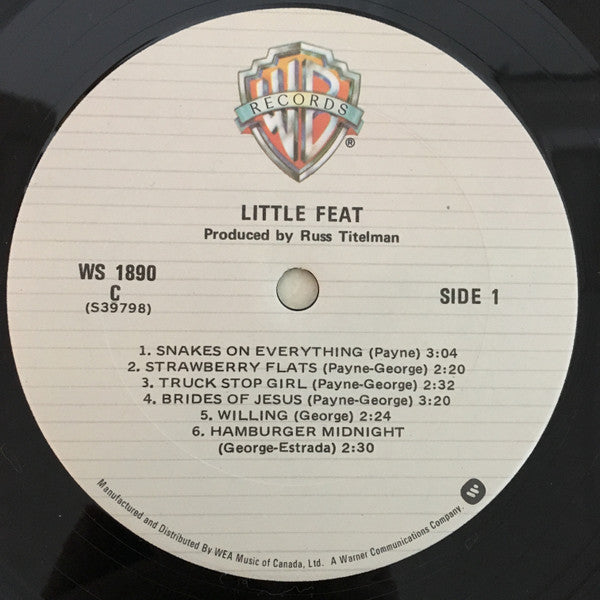 WB
RECORDS
®
LITTLE FEAT
Produced by Russ Titelman
WS 1890
C
(S39798)
SIDE 1
1. SNAKES ON EVERYTHING (Payne) 3:04
2. STRAWBERRY FLATS (Payne-George) 2:20
3. TRUCK STOP GIRL (Payne-George) 2:32
4. BRIDES OF JESUS (Payne-George) 3:20
5. WILLING (George) 2:24
6. HAMBURGER MIDNIGHT
(George-Estrada) 2:30
Manufactured and Distributed By WEA Music of Canada, Ltd. A Warner Communications Company.